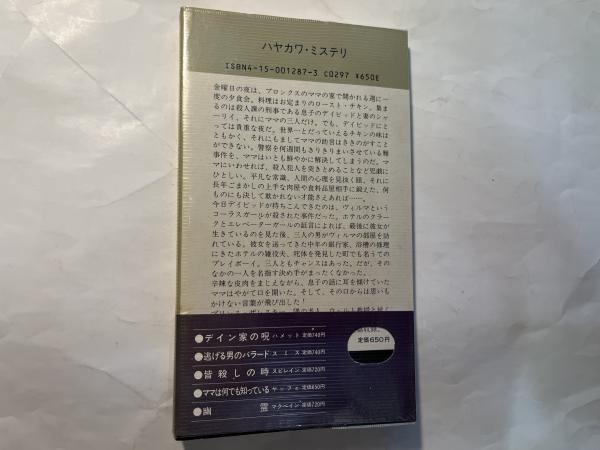 ハヤカワ・ミステリ
ISBN4-15-001287-3 C0297 ¥650E
金曜日の夜は、ブロンクスのママの家で開かれる週に一
度の夕食会。料理はお定まりのロースト・チキン。集ま
るのは殺人課の刑事である息子のデイビッドと妻のシャ
ーリイ、それにママの三人だけ。でも、デイビッドにと
っては貴重な夜だ。世界一とだっていえるチキンの味は
ともかく、それにもましてママの助言はききのがすこと
ができない。警察を何週間もきりきりまいさせている難
事件を、ママはいとも鮮やかに解決してしまうのだ。マ
マにいわせれば、殺人犯人を突きとめることなど児戯に
ひとしい。平凡な常識、人間の心理を見抜く眼、それに
長年ごまかしの上手な肉屋や食料品屋相手に鍛えた、何
ものにも決して欺かれない才能さえあれば……。
今日デイビッドが持ちこんできたのは、ヴィルマという
コーラスガールが殺された事件だった。ホテルのクラー
クとエレベーターガールの証言によれば、最後に彼女が
生きているのを見た後、三人の男がヴィルマの部屋を訪
れている。彼女を送ってきた中年の銀行家、浴槽の修理
にきたホテルの雑役夫、死体を発見した町でも名うての
プレイボーイ。三人ともチャンスはあった。だが、その
なかの一人を名指す決め手がまったくなかった。
辛辣な皮肉をまじえながら、息子の話に耳を傾けていた
ママはやがて口を開いた。そして、その口からは思いも
かけない言葉が飛び出した!
●デイン家の呪 ハメット 定価740円
●逃げる男のバラード スミス 定価740円
●皆殺しの時 スピレイン 定価720円
●ママは何でも知っている ヤッフェ 定価650円
●幽霊 マクベイン 定価720円
定価650円